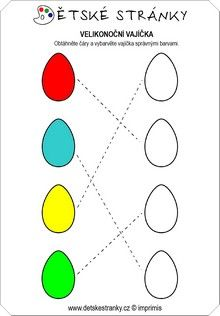 DĚTSKÉ STRÁNKY
VELIKONOČNÍ VAJÍČKA
Obtáhněte čáry a vybarvěte vajíčka správnými barvami.
www.detskestranky.cz © imprimis